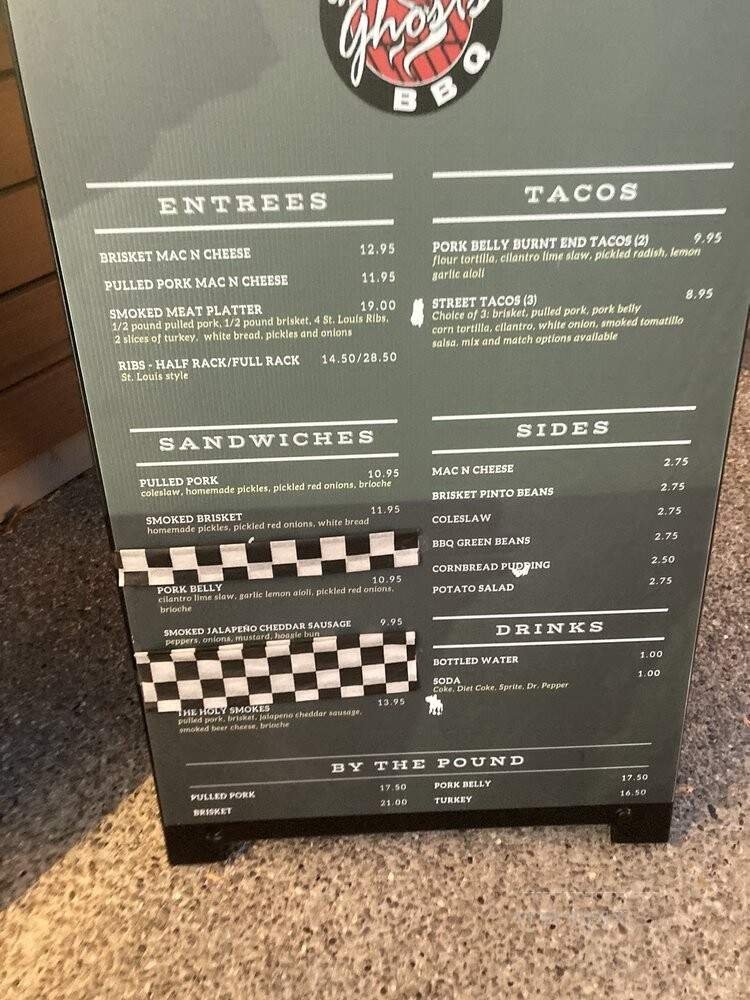 Ghosts
BBQ
ENTREES
BRISKET MAC N CHEESE 12.95
PULLED PORK MAC N CHEESE 11.95
SMOKED MEAT PLATTER 19.00
1/2 pound pulled pork, 1/2 pound brisket, 4 St. Louis Ribs,
2 slices of turkey, white bread, pickles and onions
RIBS - HALF RACK/FULL RACK 14.50/28.50
St. Louis style
SANDWICHES
PULLED PORK 10.95
coleslaw, homemade pickles, pickled red onions, brioche
SMOKED BRISKET 11.95
homemade pickles, pickled red onions, white bread
PORK BELLY 10.95
cilantro lime slaw, garlic lemon aioli, pickled red onions,
brioche
SMOKED JALAPEÑO CHEDDAR SAUSAGE 9.95
peppers, onions, mustard, hoagie bun
THE HOLY SMOKES 13.95
pulled pork, brisket, jalapeno cheddar sausage,
smoked beer cheese, brioche
TACOS
PORK BELLY BURNT END TACOS (2) 9.95
flour tortilla, cilantro lime slaw, pickled radish, lemon
garlic aioli
STREET TACOS (3) 8.95
Choice of 3: brisket, pulled pork, pork belly
corn tortilla, cilantro, white onion, smoked tomatillo
salsa. mix and match options available
SIDES
MAC N CHEESE 2.75
BRISKET PINTO BEANS 2.75
COLESLAW 2.75
BBQ GREEN BEANS 2.75
CORNBREAD PUDDING 2.50
POTATO SALAD 2.75
DRINKS
BOTTLED WATER 1.00
SODA 1.00
Coke, Diet Coke, Sprite, Dr. Pepper
BY THE POUND
PULLED PORK 17.50
BRISKET 21.00
PORK BELLY 17.50
TURKEY 16.50